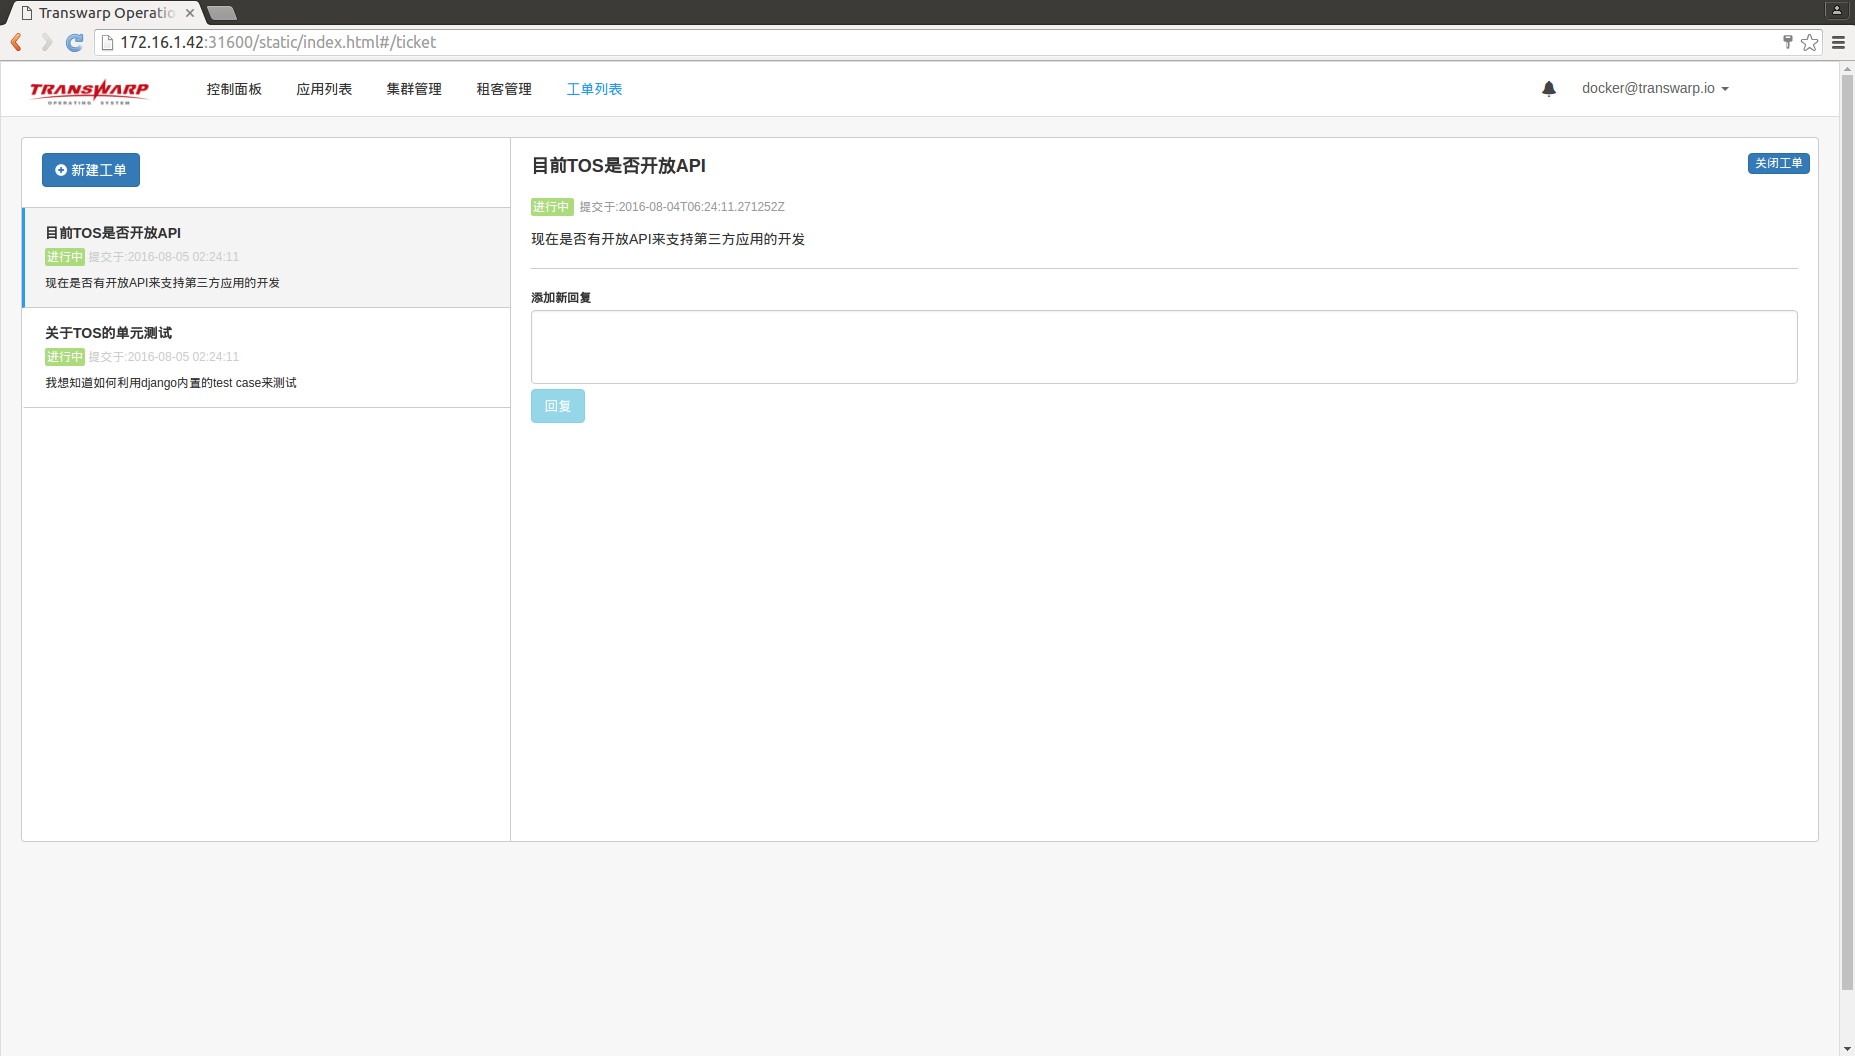 Transwarp Operatio
172.16.1.42:31600/static/index.html#/ticket
TRANSWARP
OPERATING SYSTEM
控制面板 应用列表 集群管理 租客管理 工单列表 docker@transwarp.io
新建工单
目前TOS是否开放API
进行中 提交于:2016-08-05 02:24:11
现在是否有开放API来支持第三方应用的开发
关于TOS的单元测试
进行中 提交于:2016-08-05 02:24:11
我想知道如何利用django内置的test case来测试
目前TOS是否开放API
关闭工单
进行中 提交于:2016-08-04T06:24:11.271252Z
现在是否有开放API来支持第三方应用的开发
添加新回复
回复